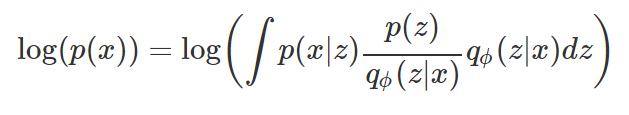 log(p(x)) = log(∫ p(x|z) p(z)/q_ϕ(z|x) q_ϕ(z|x)dz)